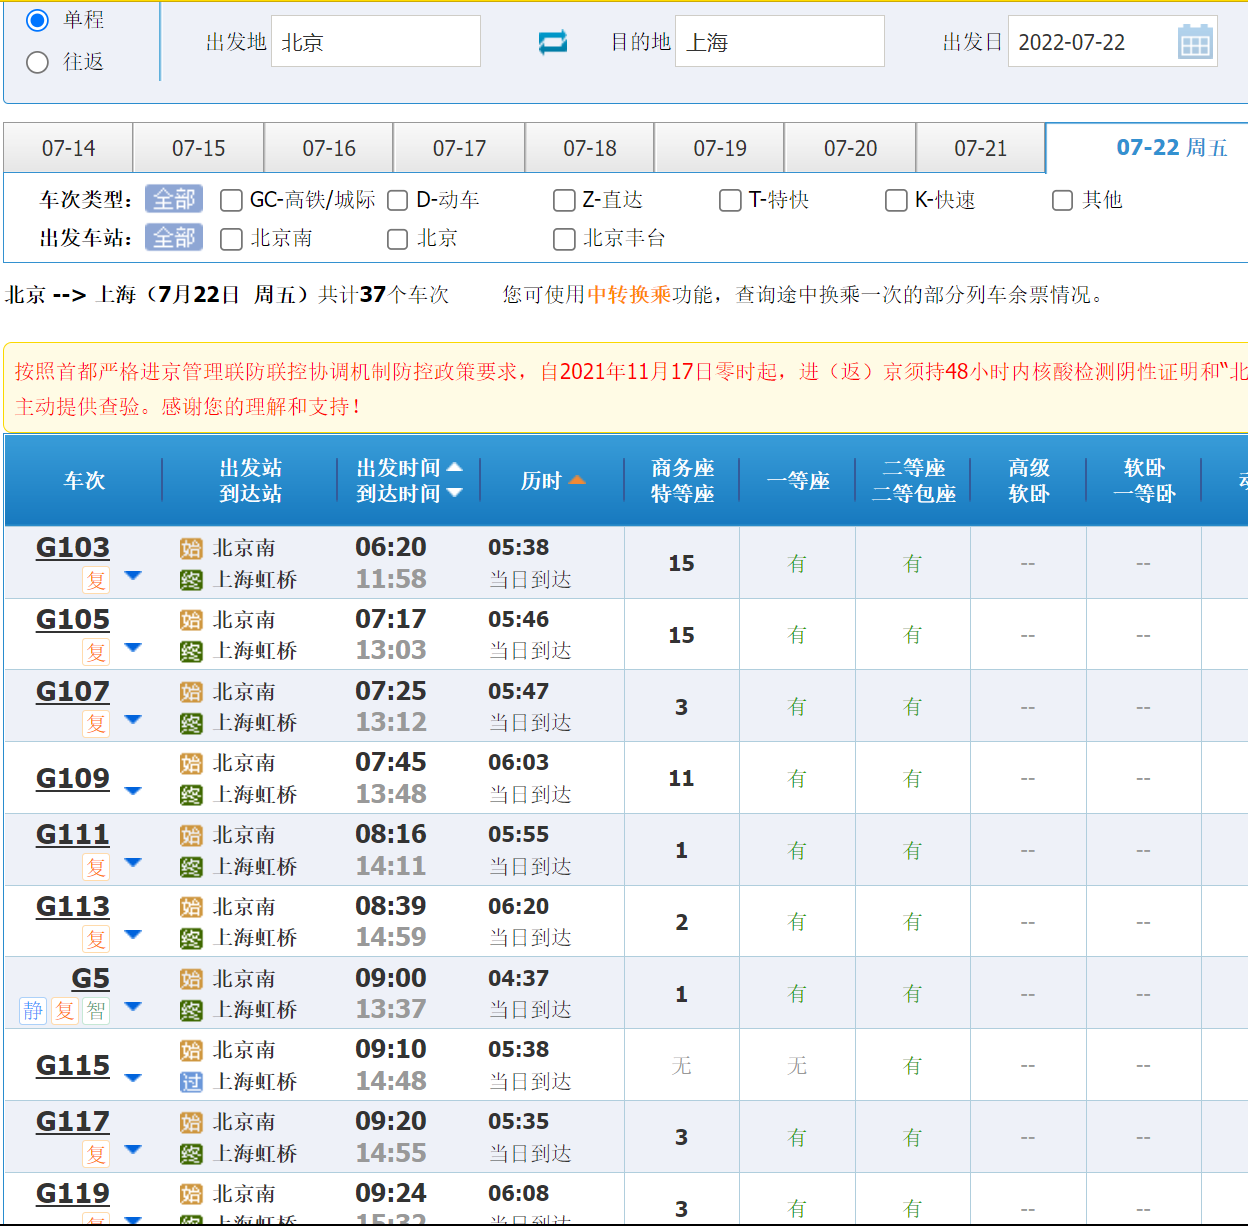 单程
往返
出发地 北京 目的地 上海 出发日 2022-07-22
07-14 07-15 07-16 07-17 07-18 07-19 07-20 07-21 07-22 周五
车次类型： 全部 GC-高铁/城际 D-动车 Z-直达 T-特快 K-快速 其他
出发车站： 全部 北京南 北京 北京丰台
北京 --> 上海（7月22日 周五）共计37个车次 您可使用中转换乘功能，查询途中换乘一次的部分列车余票情况。
按照首都严格进京管理联防联控协调机制防控政策要求，自2021年11月17日零时起，进（返）京须持48小时内核酸检测阴性证明和“北
主动提供查验。感谢您的理解和支持！
车次 出发站 出发时间 历时 商务座 一等座 二等座 高级 软卧
到达站 到达时间 特等座 二等包座 软卧 一等卧
G103 始 北京南 06:20 05:38 15 有 有 -- --
复 终 上海虹桥 11:58 当日到达
G105 始 北京南 07:17 05:46 15 有 有 -- --
复 终 上海虹桥 13:03 当日到达
G107 始 北京南 07:25 05:47 3 有 有 -- --
复 终 上海虹桥 13:12 当日到达
G109 始 北京南 07:45 06:03 11 有 有 -- --
终 上海虹桥 13:48 当日到达
G111 始 北京南 08:16 05:55 1 有 有 -- --
复 终 上海虹桥 14:11 当日到达
G113 始 北京南 08:39 06:20 2 有 有 -- --
复 终 上海虹桥 14:59 当日到达
G5 始 北京南 09:00 04:37 1 有 有 -- --
静 复 智 终 上海虹桥 13:37 当日到达
G115 始 北京南 09:10 05:38 无 无 有 -- --
过 上海虹桥 14:48 当日到达
G117 始 北京南 09:20 05:35 3 有 有 -- --
复 终 上海虹桥 14:55 当日到达
G119 始 北京南 09:24 06:08 3 有 有 -- --
复 终 上海虹桥 15:32 当日到达